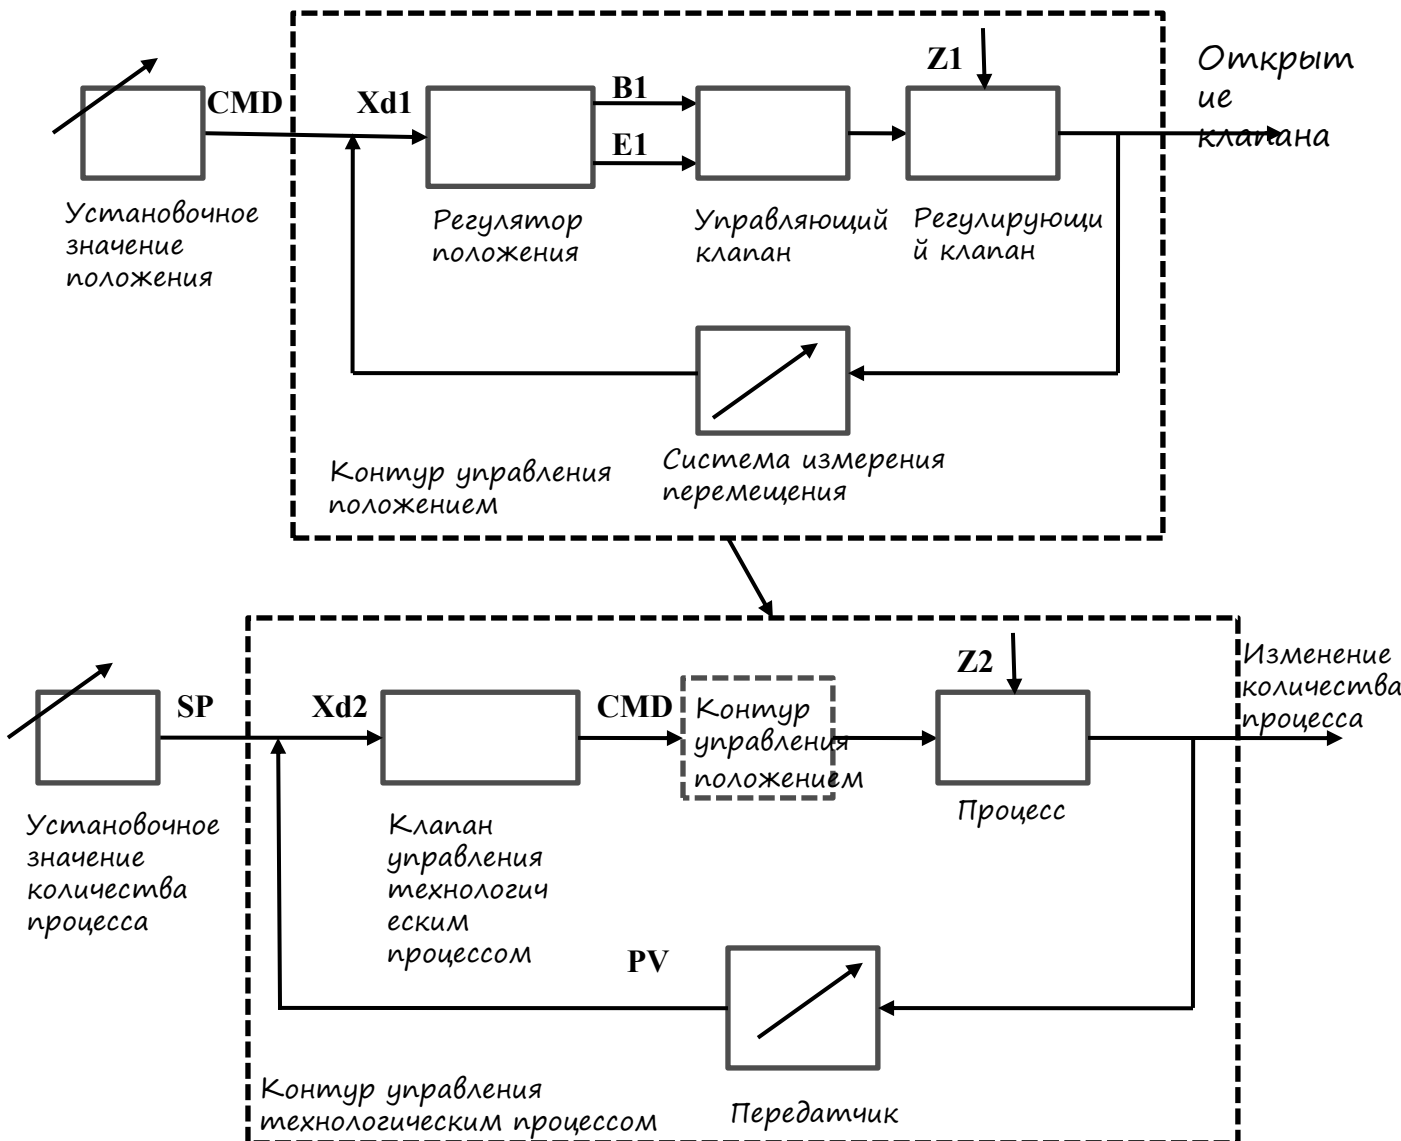 Z1
Открыт
ие
клапана
CMD
Xd1
B1
E1
Установочное
значение
положения
Регулятор
положения
Управляющий
клапан
Регулирующи
й клапан
Контур управления
положением
Система измерения
перемещения
Z2
Изменение
количества
процесса
SP
Xd2
CMD
Контур
управления
положением
Установочное
значение
количества
процесса
Клапан
управления
технологич
еским
процессом
Процесс
PV
Контур управления
технологическим процессом
Передатчик